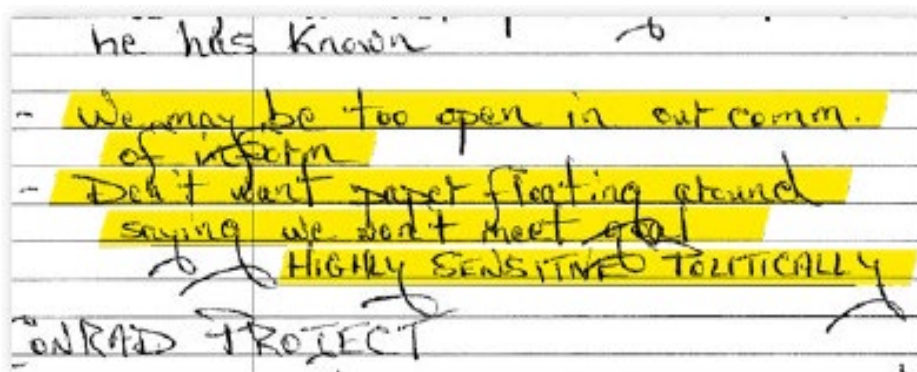 he has known
- We may be too open in our comm.
of inform
- Don't want paper floating around
saying we won't meet goal
HIGHLY SENSITIVE POLITICALLY
CONRAD PROJECT